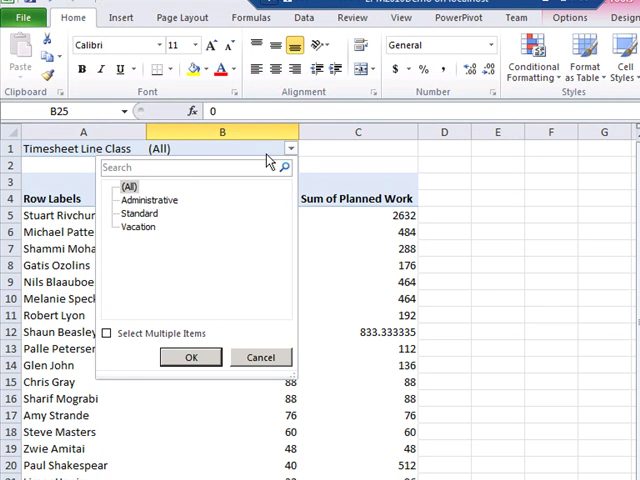 File Home Insert Page Layout Formulas Data Review View PowerPivot Team Options Design
Calibri 11 A A General
Paste B I U A $ % , Conditional Formatting Format as Table Cell Styles
Clipboard Font Alignment Number Styles
B25 fx 0
A B C D E F G
1 Timesheet Line Class (All)
2 Search
3 (All)
4 Row Labels Administrative Sum of Planned Work
5 Stuart Rivchur Standard 2632
6 Michael Patte Vacation 484
7 Shammi Moha 288
8 Gatis Ozolins 176
9 Nils Blaauboe 464
10 Melanie Speck 464
11 Robert Lyon 192
12 Shaun Beasley Select Multiple Items 833.333335
13 Palle Petersen OK Cancel 112
14 Glen John 136
15 Chris Gray 88 88
16 Sharif Mograbi 88 88
17 Amy Strande 76 76
18 Steve Masters 60 60
19 Zwie Amitai 48 48
20 Paul Shakespear 40 512